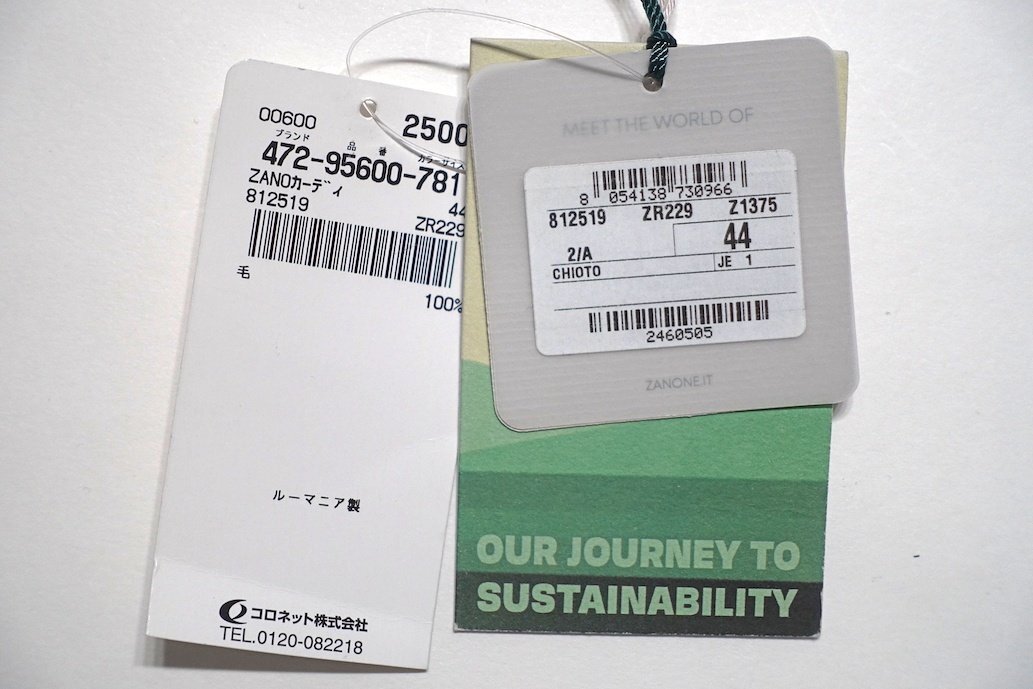 00600
2500
ブランド 品番 カラーサイズ
472-95600-781
ZANOカーディ
812519 44
ZR229
毛
100%
ルーマニア製
コロネット株式会社
TEL.0120-082218
MEET THE WORLD OF
8 054138 730966
812519 ZR229 Z1375
2/A 44
CHIOTO JE 1
2460505
ZANONE.IT
OUR JOURNEY TO
SUSTAINABILITY